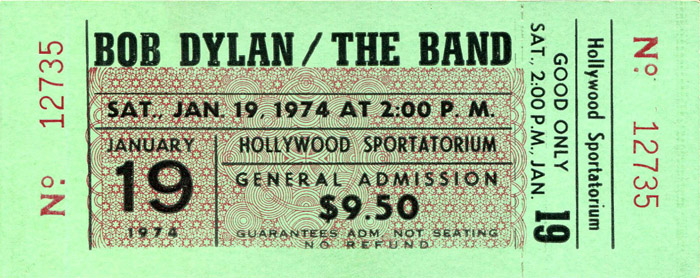 No. 12735
BOB DYLAN / THE BAND
SAT., JAN. 19, 1974 AT 2:00 P. M.
JANUARY
19
1974
HOLLYWOOD SPORTATORIUM
GENERAL ADMISSION
$9.50
GUARANTEES ADM. NOT SEATING
NO REFUND
GOOD ONLY
SAT., 2:00 P.M. JAN. 19
Hollywood Sportatorium
No. 12735